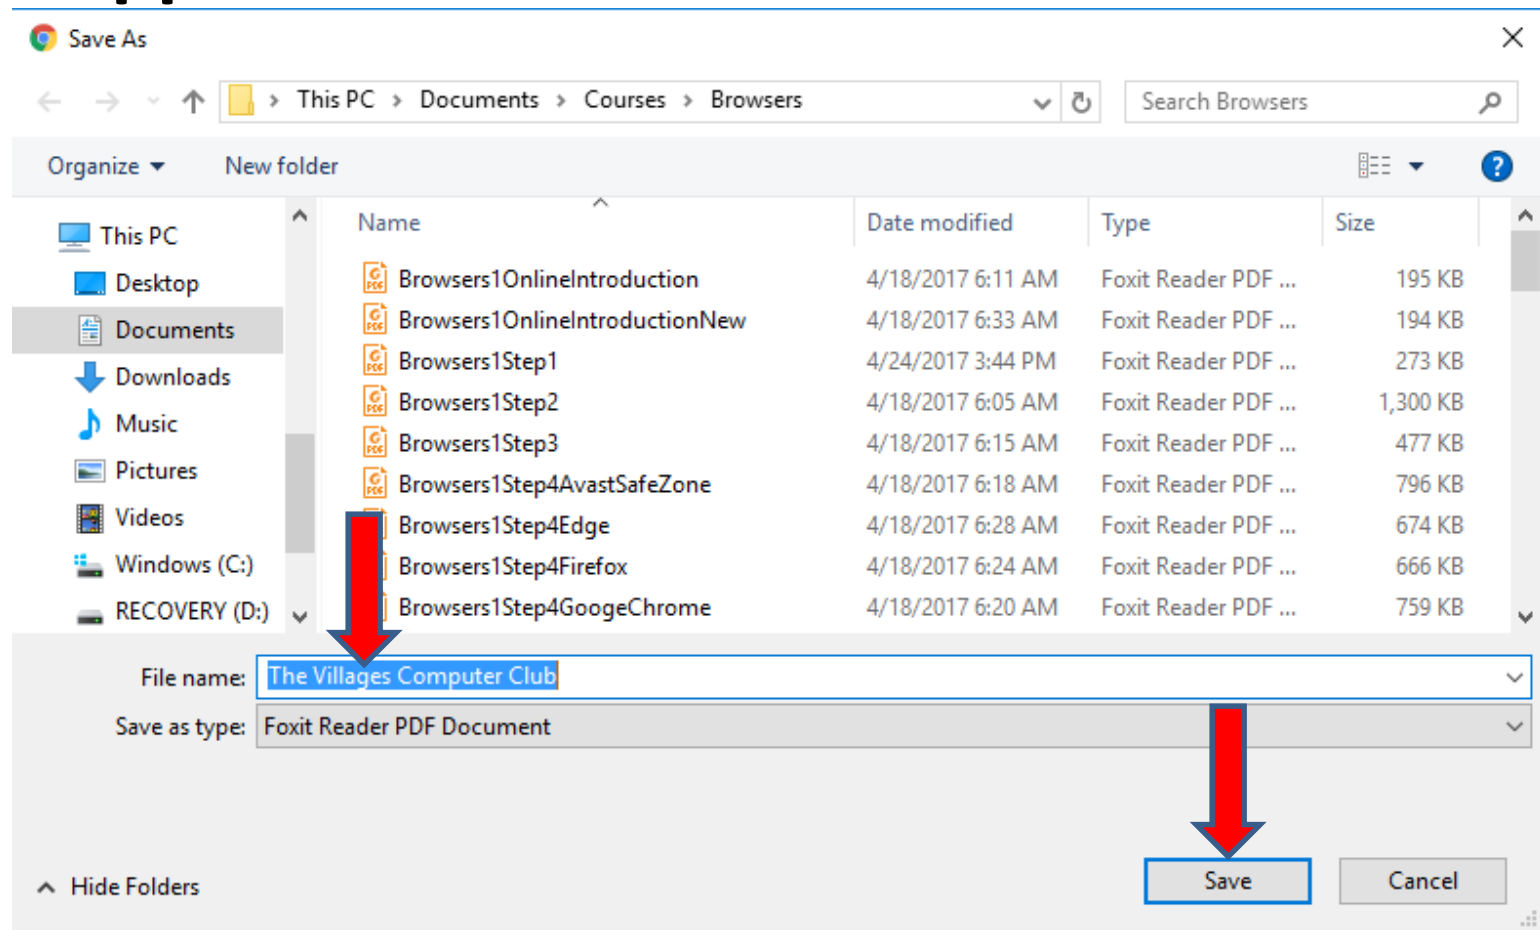 Save As
This PC > Documents > Courses > Browsers
Search Browsers
Organize
New folder
?
Name Date modified Type Size
This PC
Desktop
Documents
Downloads
Music
Pictures
Videos
Windows (C:)
RECOVERY (D:)
Browsers1OnlineIntroduction 4/18/2017 6:11 AM Foxit Reader PDF ... 195 KB
Browsers1OnlineIntroductionNew 4/18/2017 6:33 AM Foxit Reader PDF ... 194 KB
Browsers1Step1 4/24/2017 3:44 PM Foxit Reader PDF ... 273 KB
Browsers1Step2 4/18/2017 6:05 AM Foxit Reader PDF ... 1,300 KB
Browsers1Step3 4/18/2017 6:15 AM Foxit Reader PDF ... 477 KB
Browsers1Step4AvastSafeZone 4/18/2017 6:18 AM Foxit Reader PDF ... 796 KB
Browsers1Step4Edge 4/18/2017 6:28 AM Foxit Reader PDF ... 674 KB
Browsers1Step4Firefox 4/18/2017 6:24 AM Foxit Reader PDF ... 666 KB
Browsers1Step4GoogeChrome 4/18/2017 6:20 AM Foxit Reader PDF ... 759 KB
File name: The Villages Computer Club
Save as type: Foxit Reader PDF Document
Hide Folders
Save
Cancel